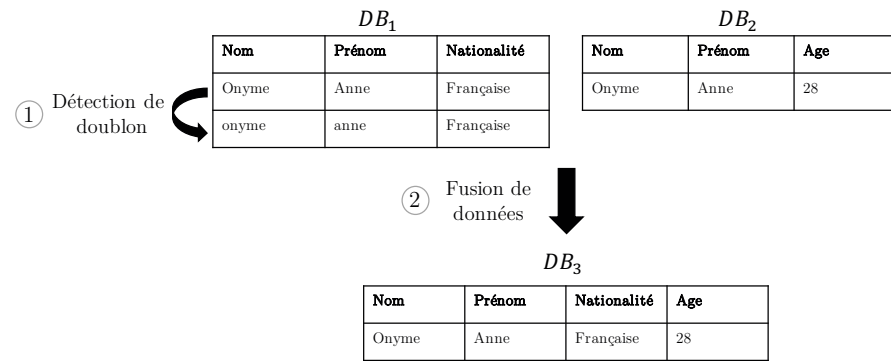 DB₁
DB₂
Nom Prénom Nationalité
Nom Prénom Age
Onyme Anne Française
Onyme Anne 28
1 Détection de
doublon
onyme anne Française
2 Fusion de
données
DB₃
Nom Prénom Nationalité Age
Onyme Anne Française 28